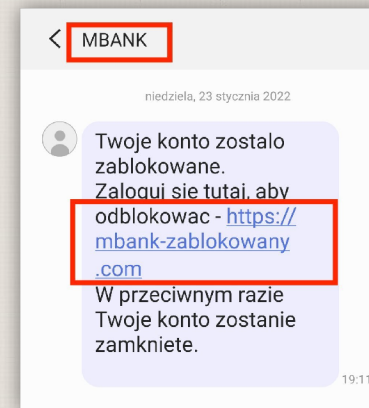 MBANK
niedziela, 23 stycznia 2022
Twoje konto zostalo
zablokowane.
Zaloguj sie tutaj, aby
odblokowac - https://
mbank-zablokowany
.com
W przeciwnym razie
Twoje konto zostanie
zamkniete.
19:11